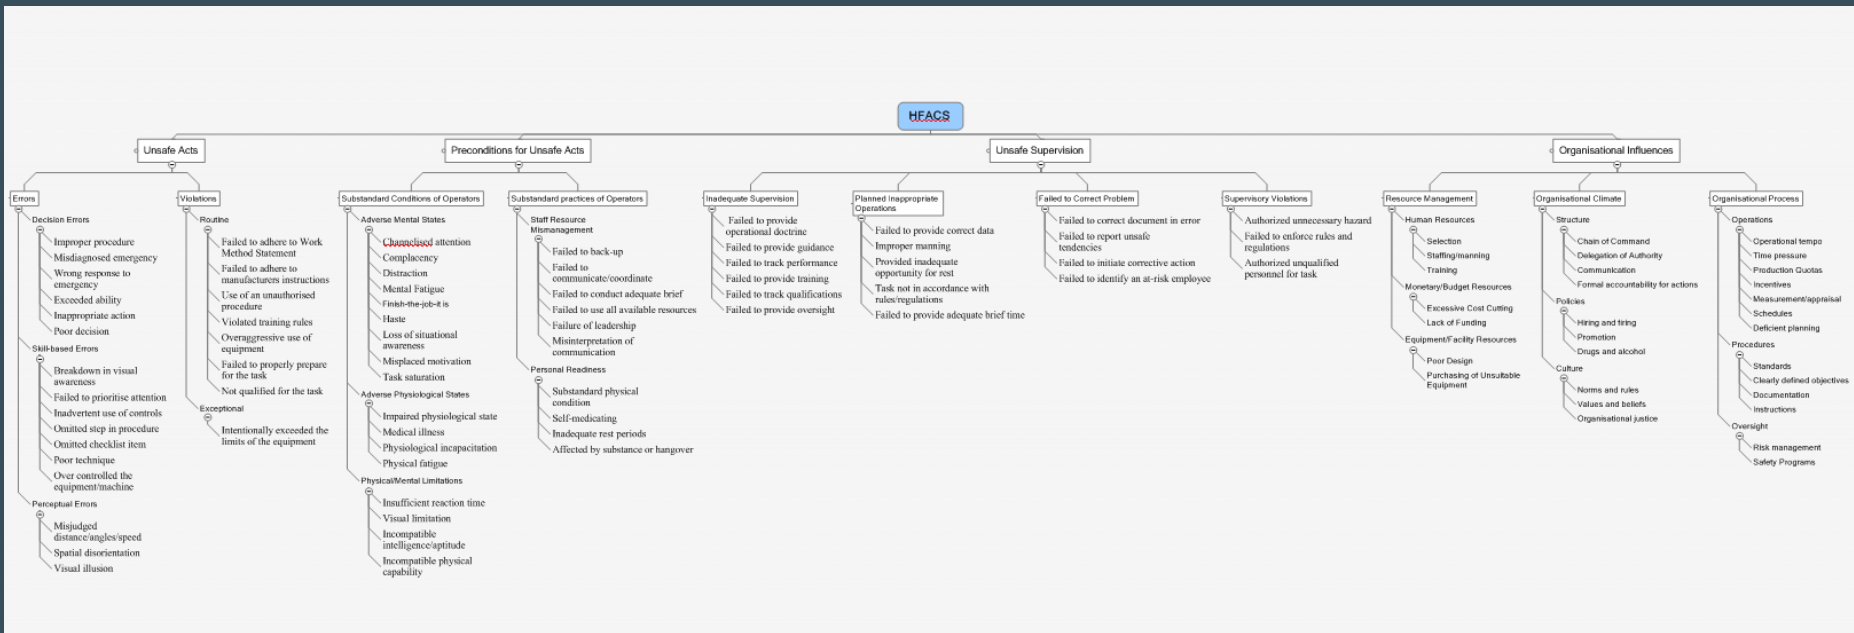 HFACS
Unsafe Acts
Preconditions for Unsafe Acts
Unsafe Supervision
Organisational Influences
Errors
Decision Errors
Improper procedure
Misdiagnosed emergency
Wrong response to
emergency
Exceeded ability
Inappropriate action
Poor decision
Skill-based Errors
Breakdown in visual
awareness
Failed to prioritise attention
Inadvertent use of controls
Omitted step in procedure
Omitted checklist item
Poor technique
Over controlled the
equipment/machine
Perceptual Errors
Misjudged
distance/angles/speed
Spatial disorientation
Visual illusion
Violations
Routine
Failed to adhere to Work
Method Statement
Failed to adhere to
manufacturers instructions
Use of an unauthorised
procedure
Violated training rules
Overaggressive use of
equipment
Failed to properly prepare
for the task
Not qualified for the task
Exceptional
Intentionally exceeded the
limits of the equipment
Substandard Conditions of Operators
Adverse Mental States
Channelised attention
Complacency
Distraction
Mental Fatigue
Finish-the-job-it is
Haste
Loss of situational
awareness
Misplaced motivation
Task saturation
Adverse Physiological States
Impaired physiological state
Medical illness
Physiological incapacitation
Physical fatigue
Physical/Mental Limitations
Insufficient reaction time
Visual limitation
Incompatible
intelligence/aptitude
Incompatible physical
capability
Substandard practices of Operators
Staff Resource
Mismanagement
Failed to back-up
Failed to
communicate/coordinate
Failed to conduct adequate brief
Failed to use all available resources
Failure of leadership
Misinterpretation of
communication
Personal Readiness
Substandard physical
condition
Self-medicating
Inadequate rest periods
Affected by substance or hangover
Inadequate Supervision
Failed to provide
operational doctrine
Failed to provide guidance
Failed to track performance
Failed to provide training
Failed to track qualifications
Failed to provide oversight
Planned Inappropriate
Operations
Failed to provide correct data
Improper manning
Provided inadequate
opportunity for rest
Task not in accordance with
rules/regulations
Failed to provide adequate brief time
Failed to Correct Problem
Failed to correct document in error
Failed to report unsafe
tendencies
Failed to initiate corrective action
Failed to identify an at-risk employee
Supervisory Violations
Authorized unnecessary hazard
Failed to enforce rules and
regulations
Authorized unqualified
personnel for task
Resource Management
Human Resources
Selection
Staffing/manning
Training
Monetary/Budget Resources
Excessive Cost Cutting
Lack of Funding
Equipment/Facility Resources
Poor Design
Purchasing of Unsuitable
Equipment
Organisational Climate
Structure
Chain of Command
Delegation of Authority
Communication
Formal accountability for actions
Policies
Hiring and firing
Promotion
Drugs and alcohol
Culture
Norms and rules
Values and beliefs
Organisational justice
Organisational Process
Operations
Operational tempo
Time pressure
Production Quotas
Incentives
Measurement/appraisal
Schedules
Deficient planning
Procedures
Standards
Clearly defined objectives
Documentation
Instructions
Oversight
Risk management
Safety Programs